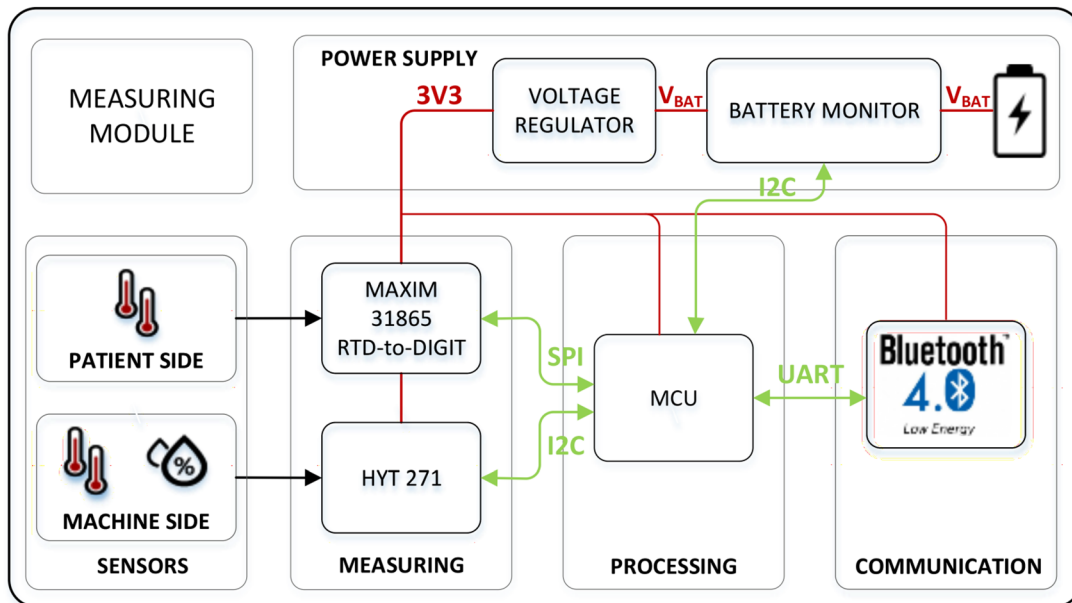 MEASURING
MODULE
POWER SUPPLY
3V3
VOLTAGE
REGULATOR
VBAT
BATTERY MONITOR
VBAT
I2C
PATIENT SIDE
MAXIM
31865
RTD-to-DIGIT
SPI
MCU
UART
Bluetooth™
4.0
Low Energy
%
MACHINE SIDE
HYT 271
I2C
SENSORS
MEASURING
PROCESSING
COMMUNICATION